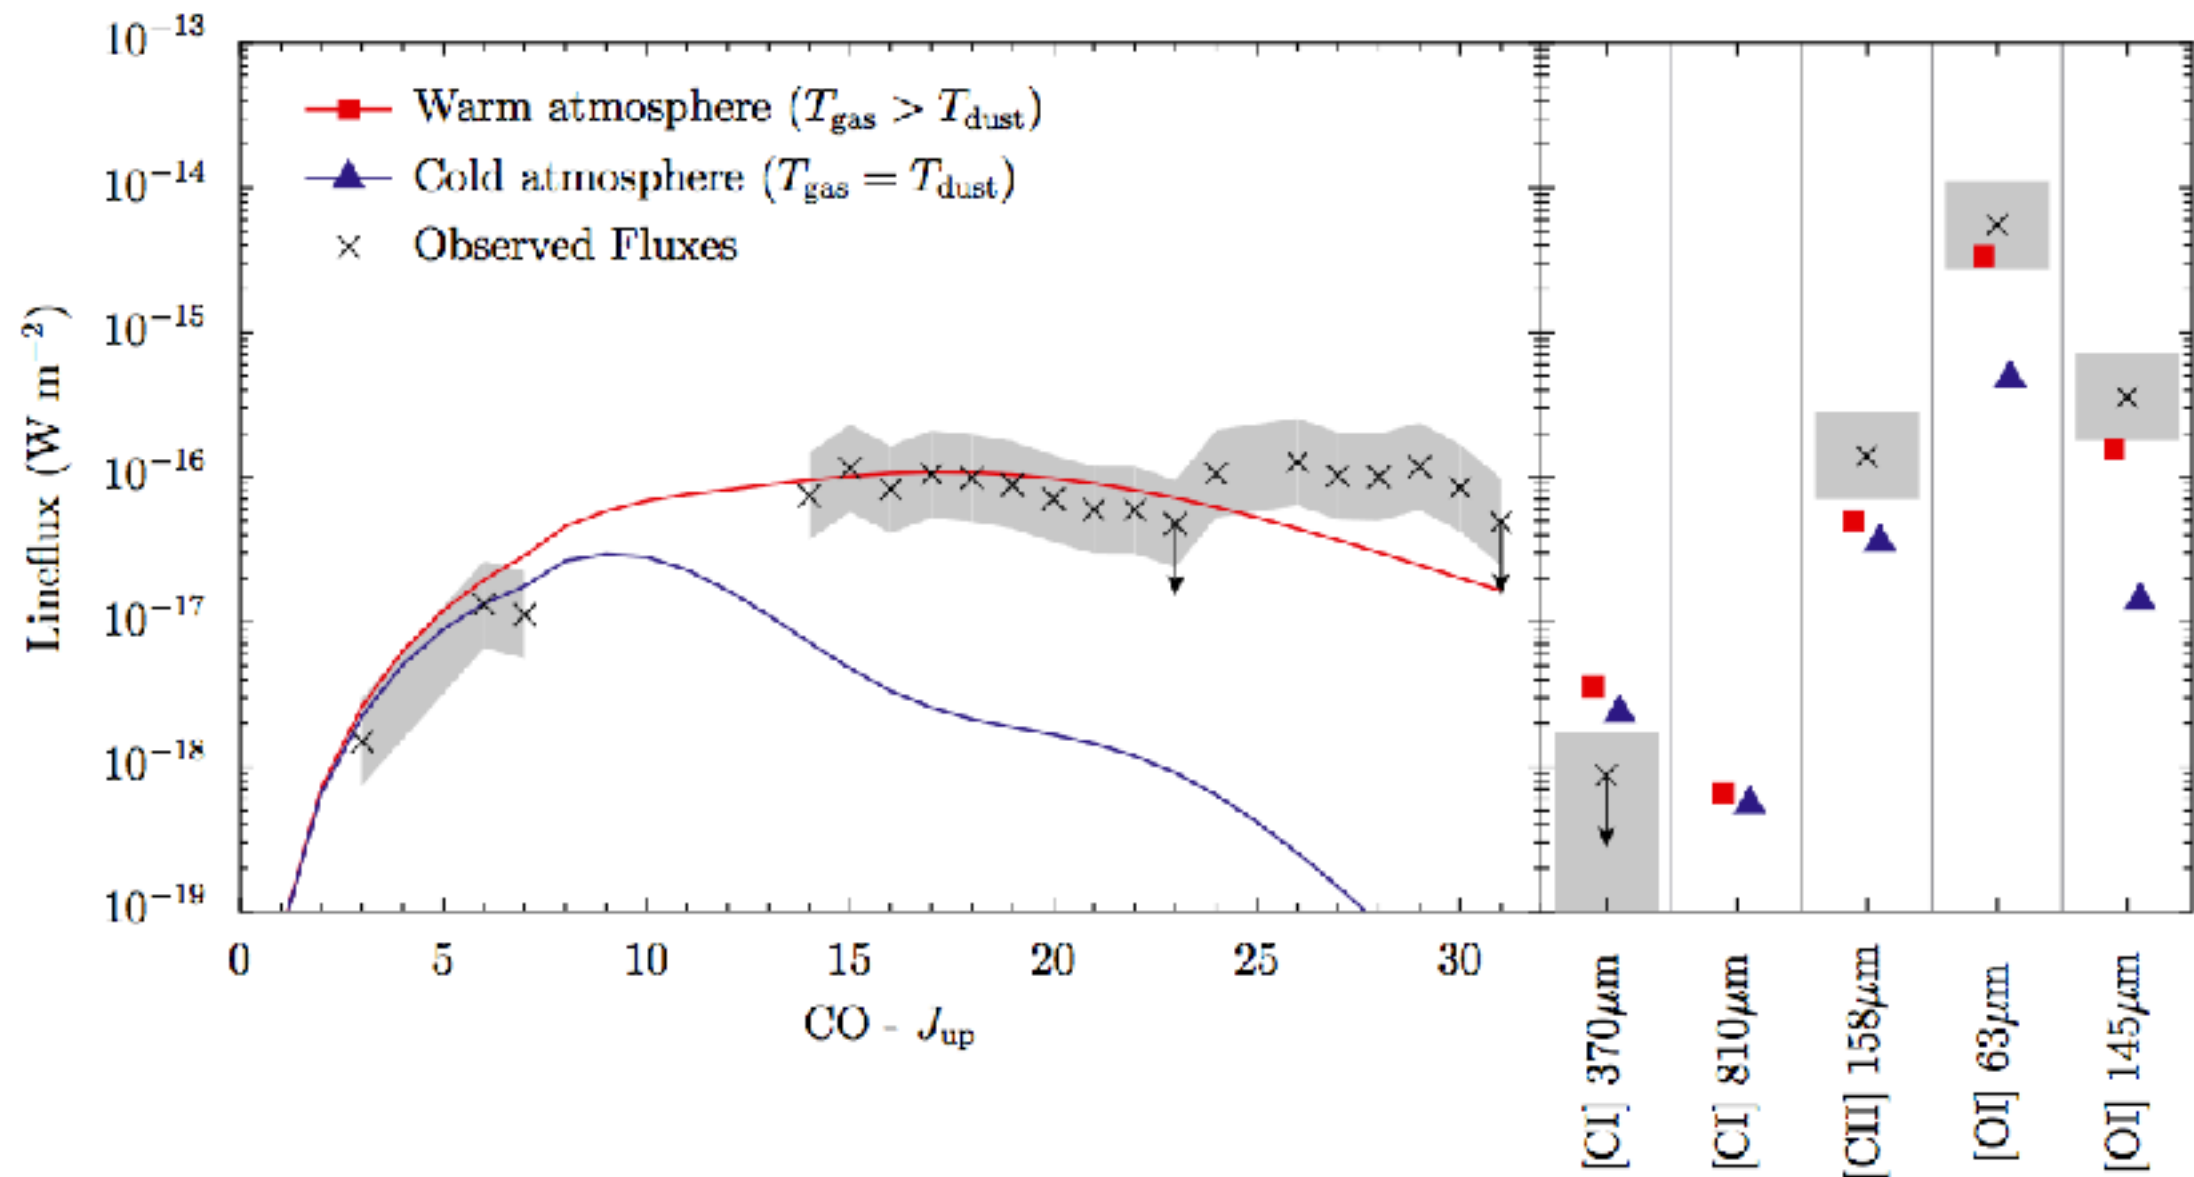 10⁻¹³
10⁻¹⁴
10⁻¹⁵
10⁻¹⁶
10⁻¹⁷
10⁻¹⁸
10⁻¹⁹
Lineflux (W m⁻²)
Warm atmosphere (T_gas > T_dust)
Cold atmosphere (T_gas = T_dust)
Observed Fluxes
0 5 10 15 20 25 30
CO - J_up
[CI] 370μm
[CI] 810μm
[CII] 158μm
[OI] 63μm
[OI] 145μm